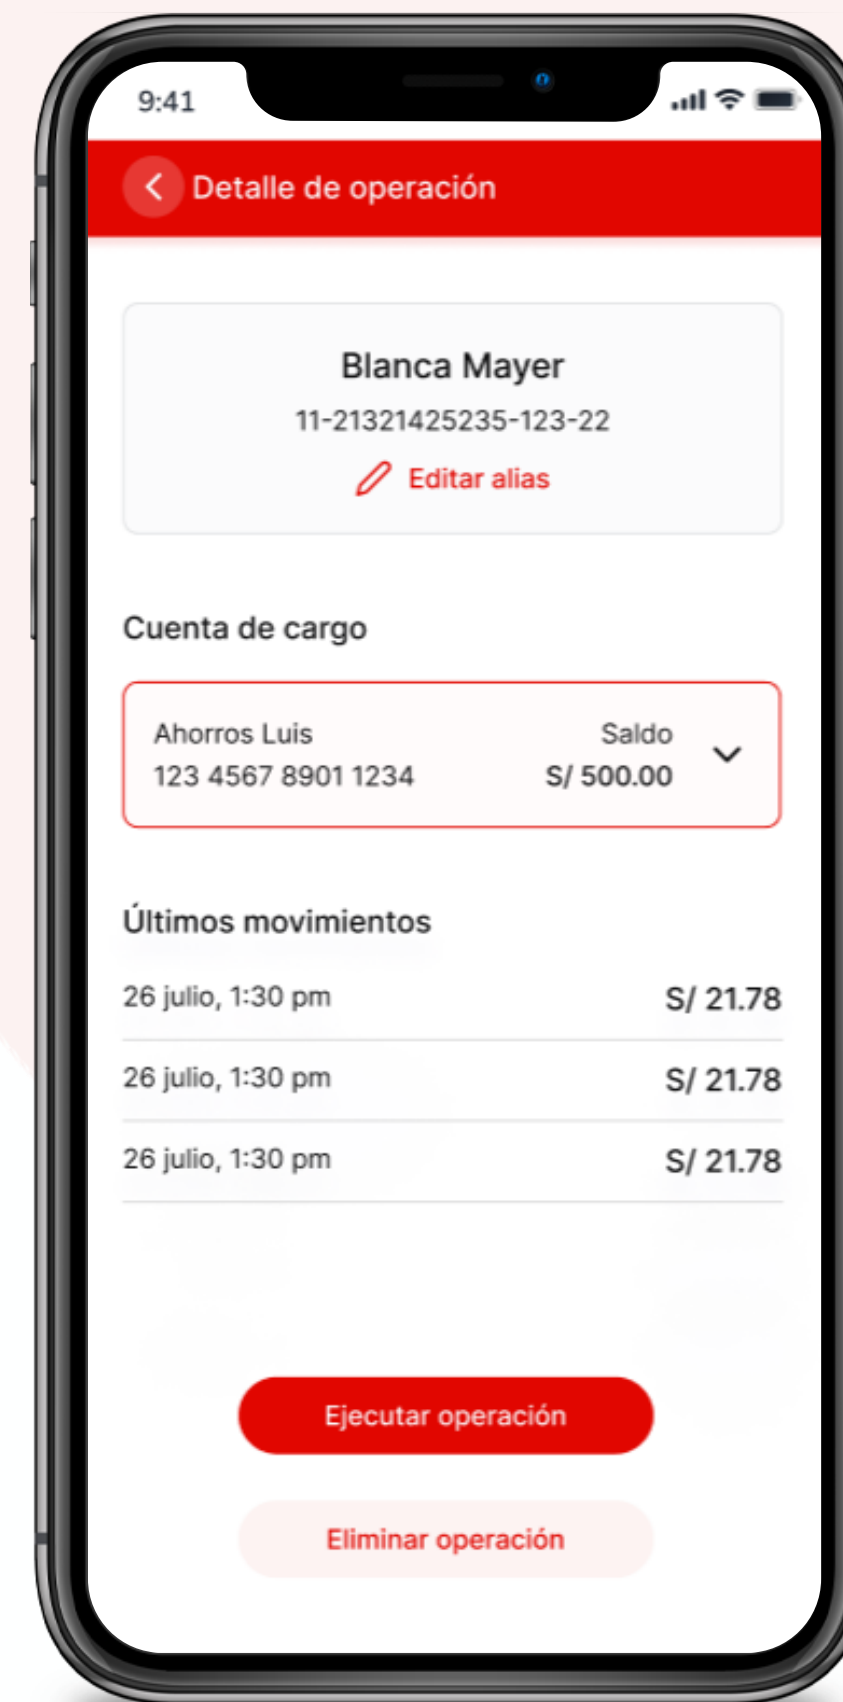 9:41
Detalle de operación
Blanca Mayer
11-21321425235-123-22
Editar alias
Cuenta de cargo
Ahorros Luis Saldo
123 4567 8901 1234 S/ 500.00
Últimos movimientos
26 julio, 1:30 pm S/ 21.78
26 julio, 1:30 pm S/ 21.78
26 julio, 1:30 pm S/ 21.78
Ejecutar operación
Eliminar operación